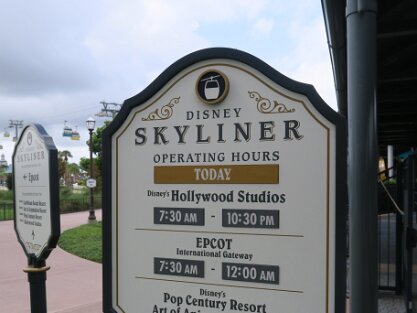 DISNEY
SKYLINER
OPERATING HOURS
TODAY
Disney's Hollywood Studios
7:30 AM - 10:30 PM
EPCOT
International Gateway
7:30 AM - 12:00 AM
Disney's
Pop Century Resort
SKYLINER
Epcot